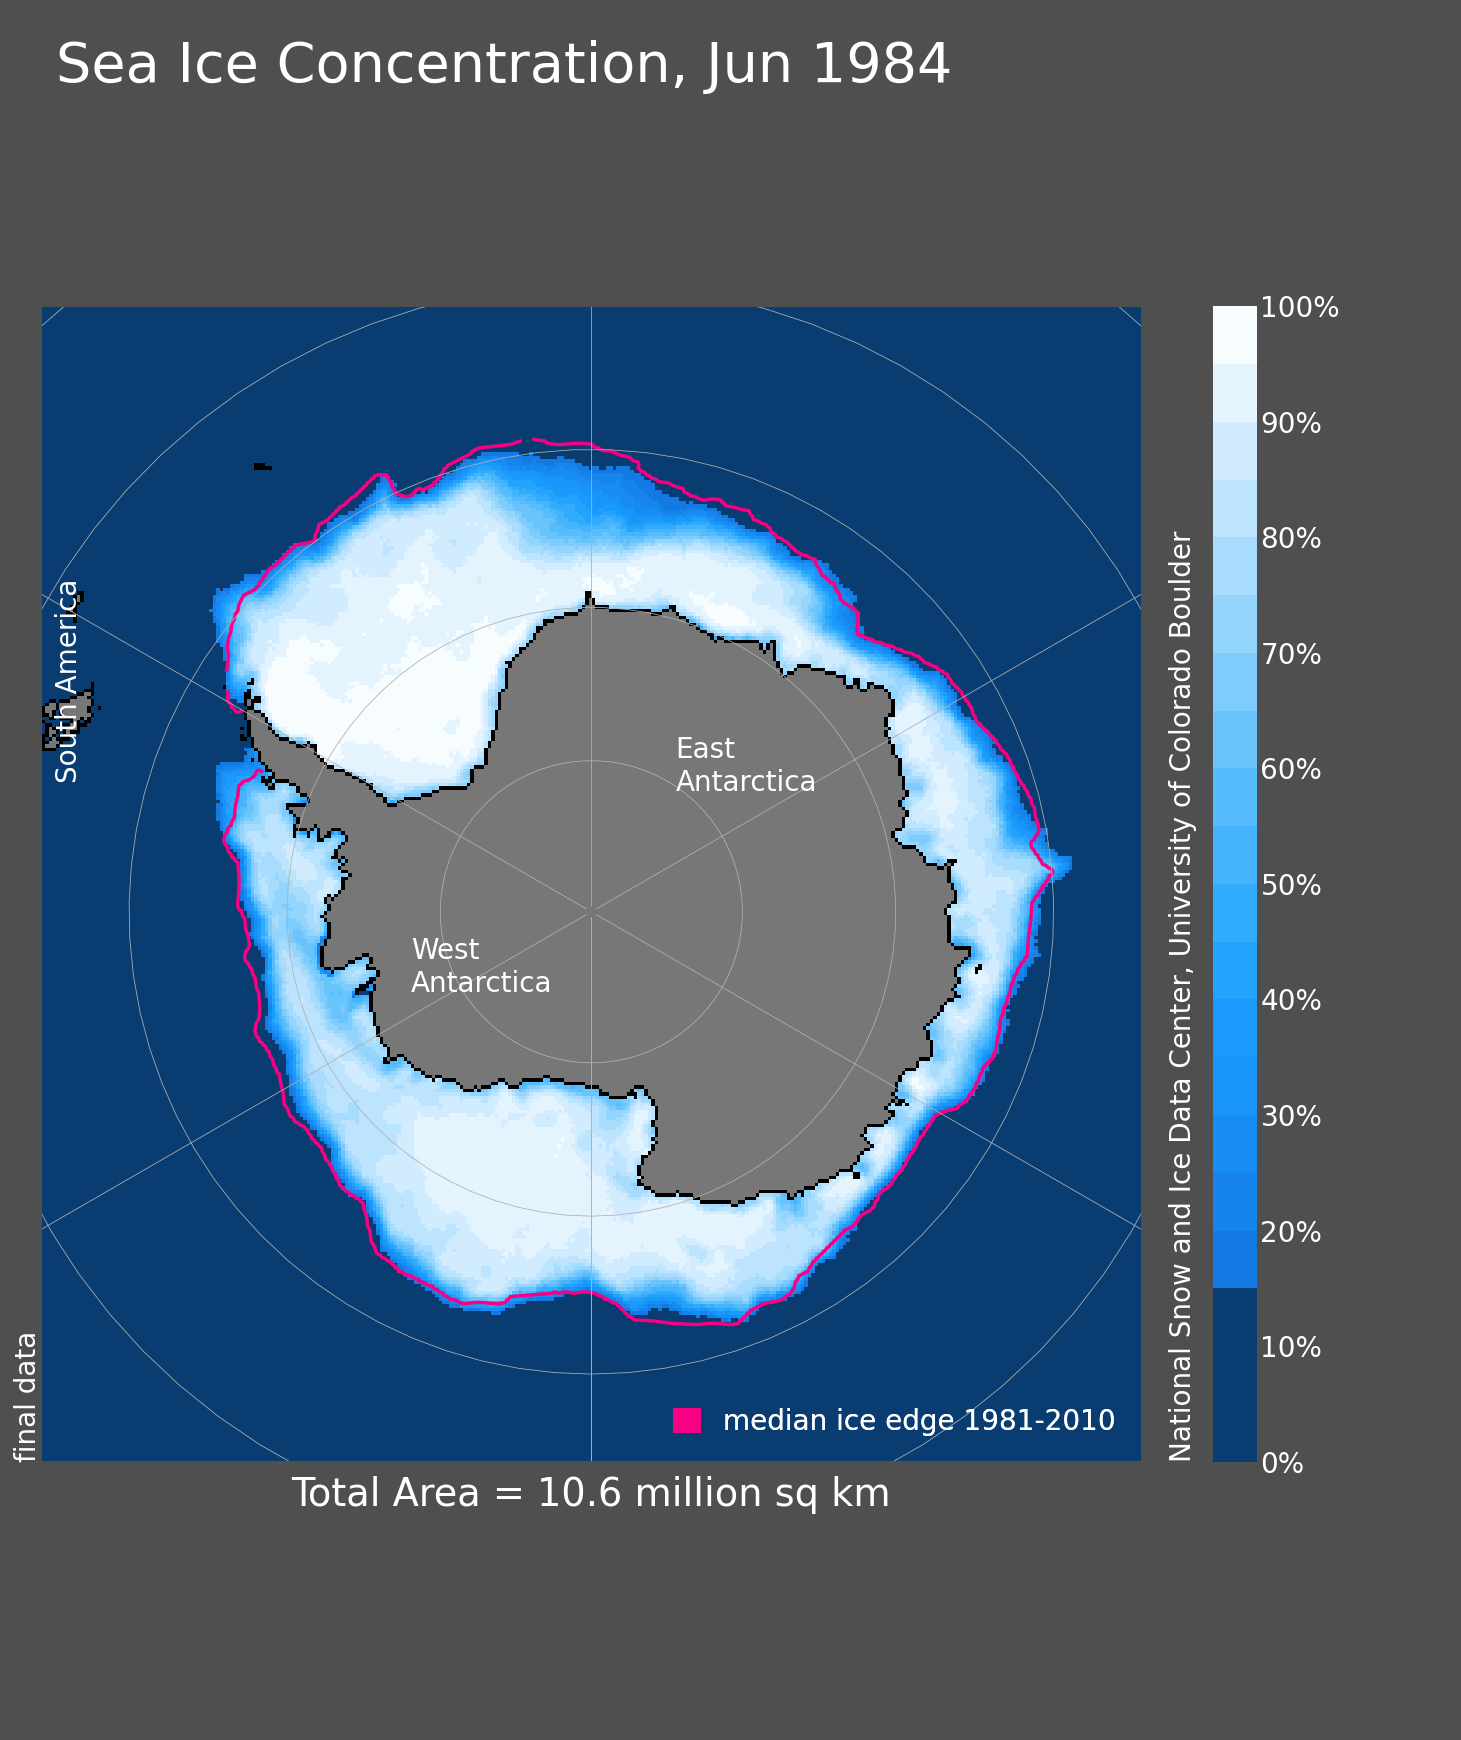 Sea Ice Concentration, Jun 1984
South America
East
Antarctica
West
Antarctica
median ice edge 1981-2010
final data
Total Area = 10.6 million sq km
National Snow and Ice Data Center, University of Colorado Boulder
100%
90%
80%
70%
60%
50%
40%
30%
20%
10%
0%